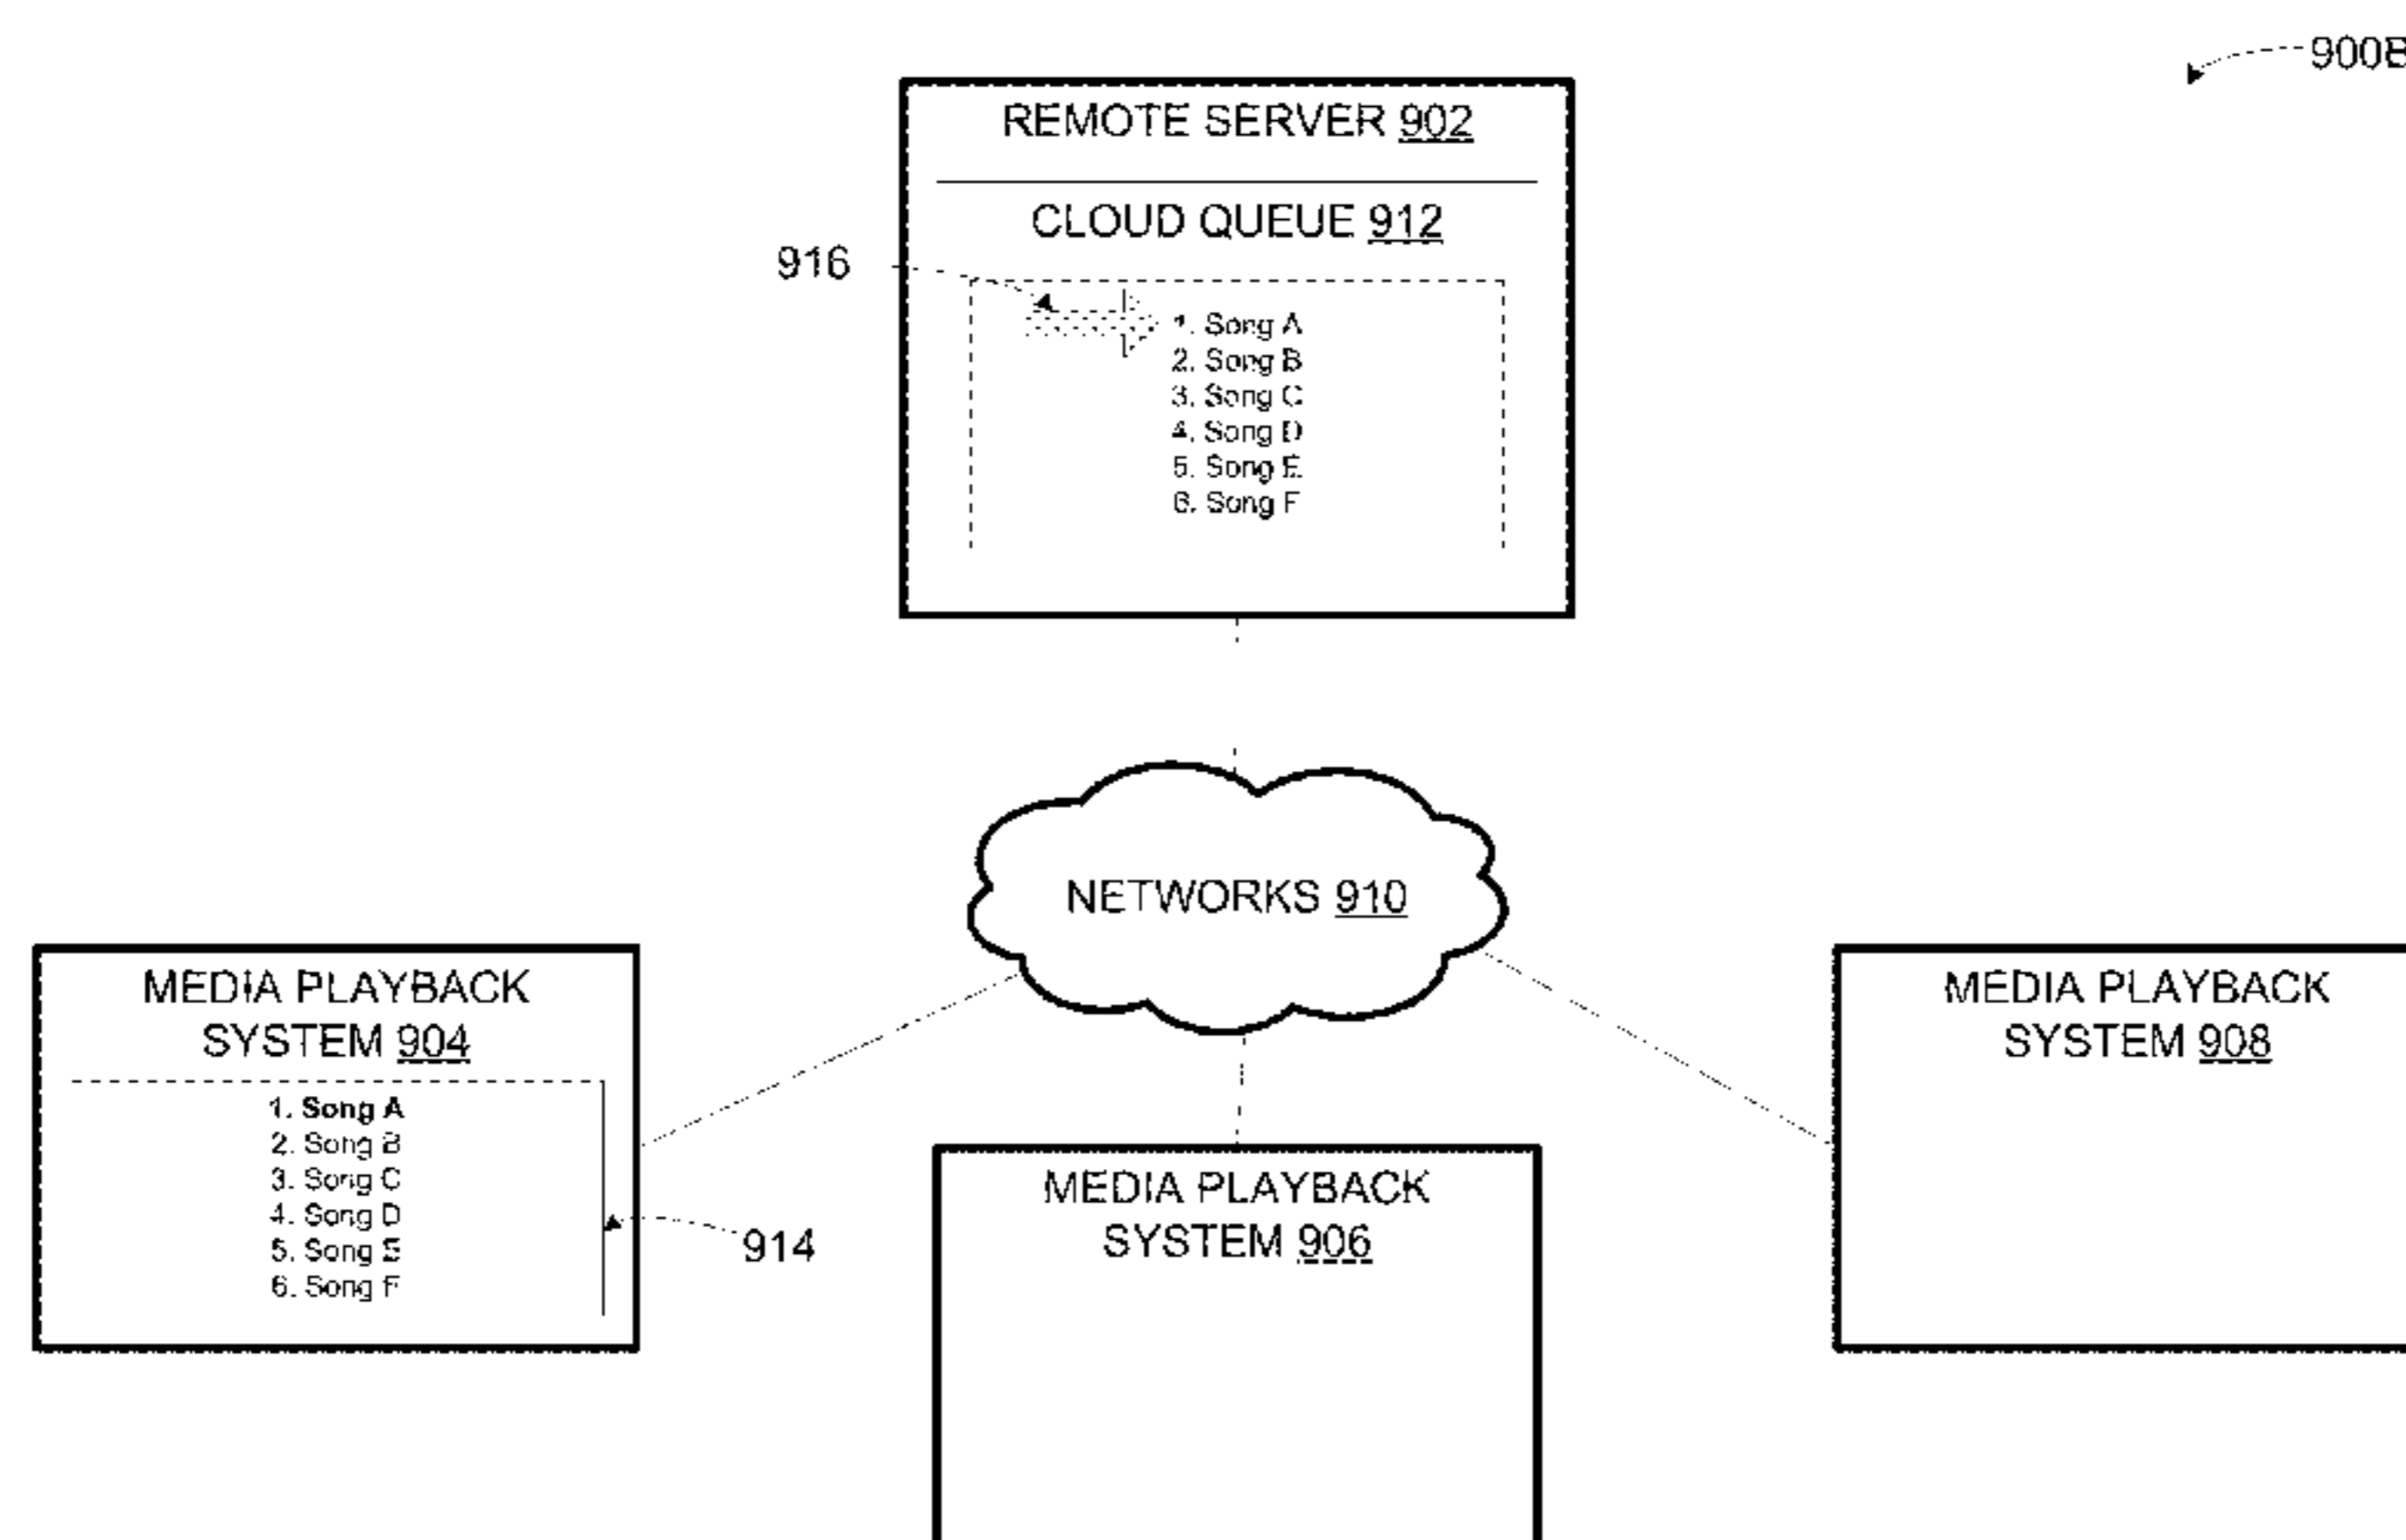 900B
REMOTE SERVER 902
CLOUD QUEUE 912
916
1. Song A
2. Song B
3. Song C
4. Song D
5. Song E
6. Song F
NETWORKS 910
MEDIA PLAYBACK
SYSTEM 904
1. Song A
2. Song B
3. Song C
4. Song D
5. Song E
6. Song F
914
MEDIA PLAYBACK
SYSTEM 906
MEDIA PLAYBACK
SYSTEM 908